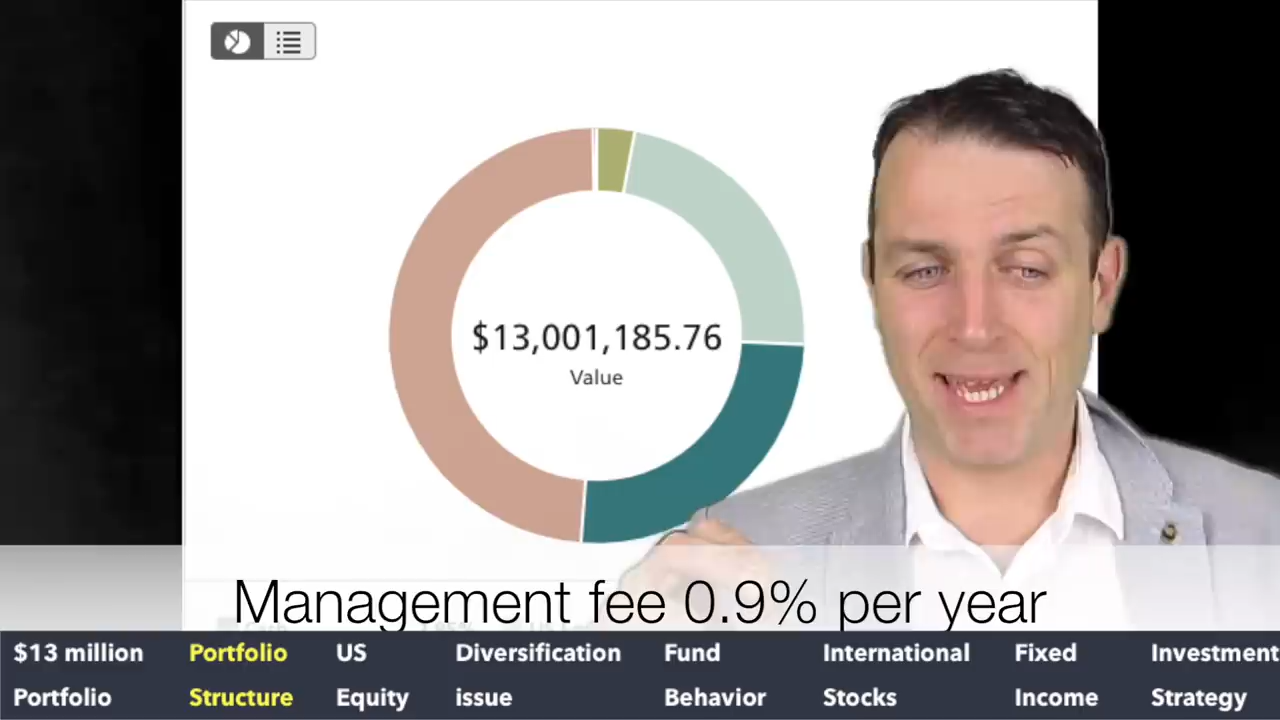 $13,001,185.76
Value
Management fee 0.9% per year
$13 million Portfolio US Diversification Fund International Fixed Investment
Portfolio Structure Equity issue Behavior Stocks Income Strategy